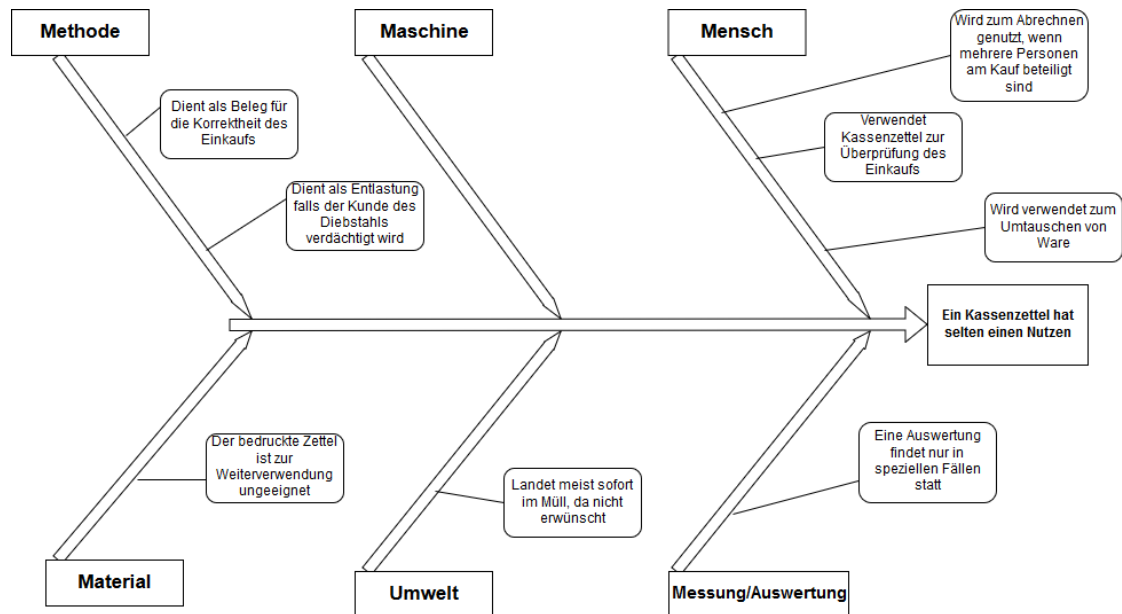 Methode
Maschine
Mensch
Wird zum Abrechnen
genutzt, wenn
mehrere Personen
am Kauf beteiligt
sind
Dient als Beleg für
die Korrektheit des
Einkaufs
Verwendet
Kassenzettel zur
Überprüfung des
Einkaufs
Dient als Entlastung
falls der Kunde des
Diebstahls
verdächtigt wird
Wird verwendet zum
Umtauschen von
Ware
Ein Kassenzettel hat
selten einen Nutzen
Der bedruckte Zettel
ist zur
Weiterverwendung
ungeeignet
Landet meist sofort
im Müll, da nicht
erwünscht
Eine Auswertung
findet nur in
speziellen Fällen
statt
Material
Umwelt
Messung/Auswertung